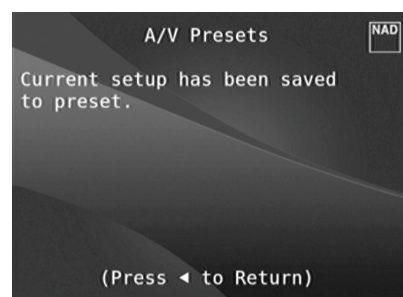 A/V Presets
NAD
Current setup has been saved
to preset.
(Press ◄ to Return)